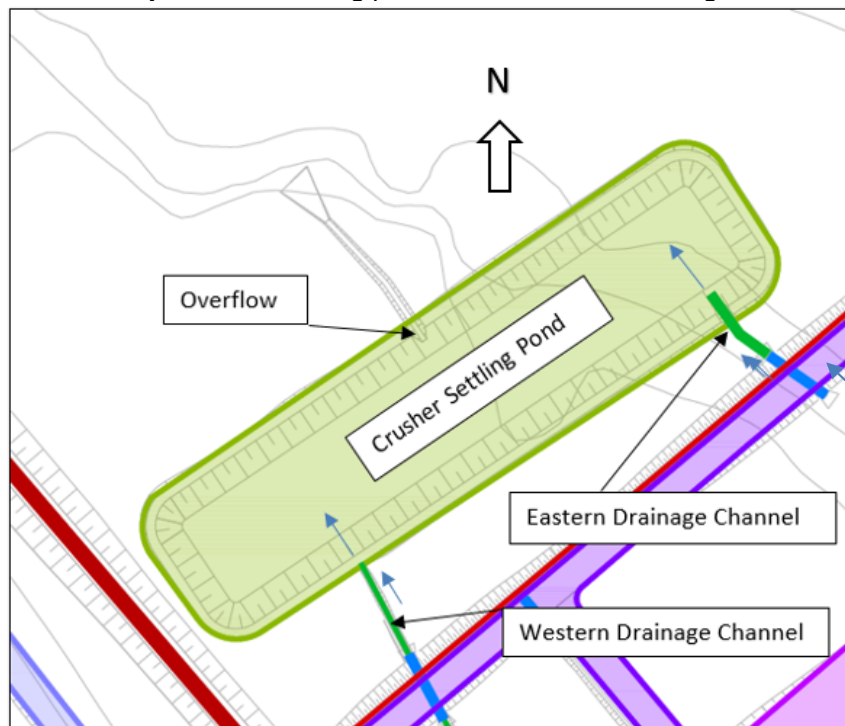 N
Overflow
Crusher Settling Pond
Eastern Drainage Channel
Western Drainage Channel